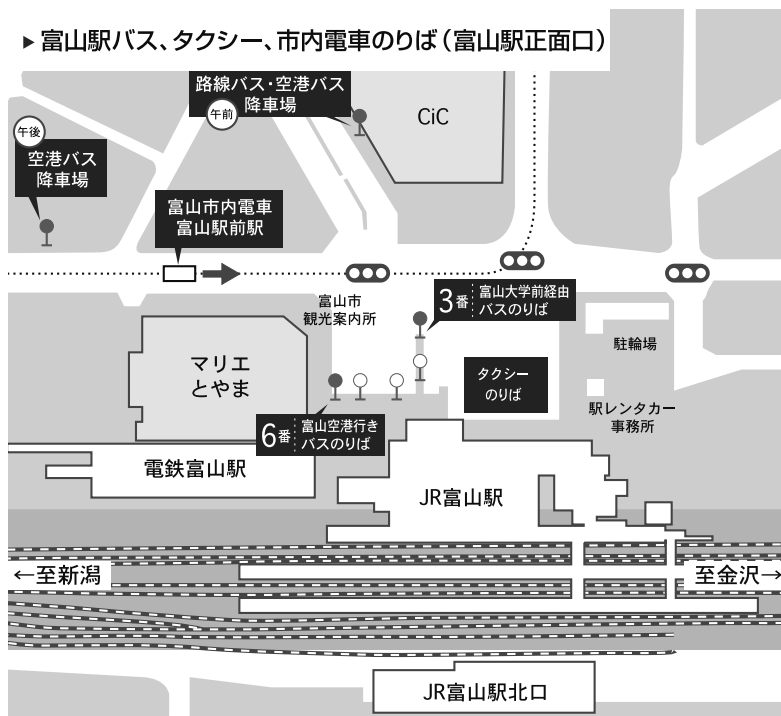 ▶ 富山駅バス、タクシー、市内電車のりば（富山駅正面口）
路線バス・空港バス
降車場
午前
CiC
午後
空港バス
降車場
富山市内電車
富山駅前駅
富山市
観光案内所
3番
富山大学前経由
バスのりば
駐輪場
マリエ
とやま
タクシー
のりば
駅レンタカー
事務所
6番
富山空港行き
バスのりば
電鉄富山駅
JR富山駅
←至新潟
至金沢→
JR富山駅北口